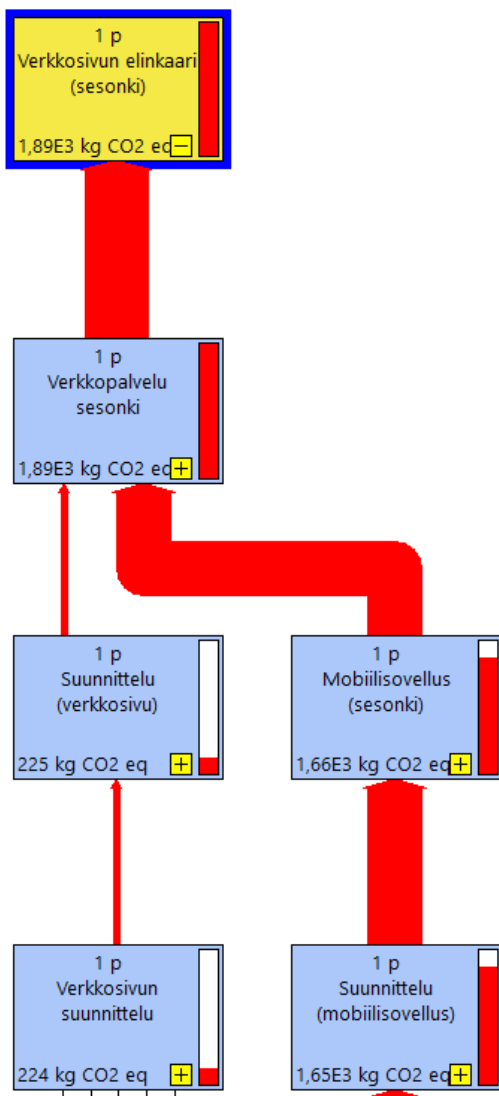 1 p
Verkkosivun elinkaari
(sesonki)
1,89E3 kg CO2 eq
1 p
Verkkopalvelu
sesonki
1,89E3 kg CO2 eq
1 p
Suunnittelu
(verkkosivu)
225 kg CO2 eq
1 p
Mobiilisovellus
(sesonki)
1,66E3 kg CO2 eq
1 p
Verkkosivun
suunnittelu
224 kg CO2 eq
1 p
Suunnittelu
(mobiilisovellus)
1,65E3 kg CO2 eq